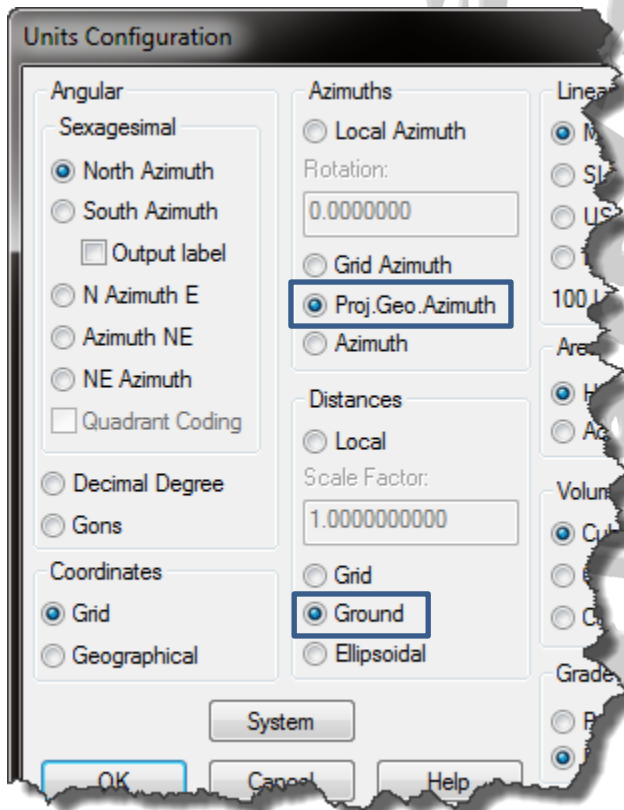 Units Configuration
Angular
Sexagesimal
North Azimuth
South Azimuth
Output label
N Azimuth E
Azimuth NE
NE Azimuth
Quadrant Coding
Decimal Degree
Gons
Coordinates
Grid
Geographical
Azimuths
Local Azimuth
Rotation:
0.0000000
Grid Azimuth
Proj.Geo.Azimuth
Azimuth
Distances
Local
Scale Factor:
1.0000000000
Grid
Ground
Ellipsoidal
100
Grade
System
OK
Cancel
Help